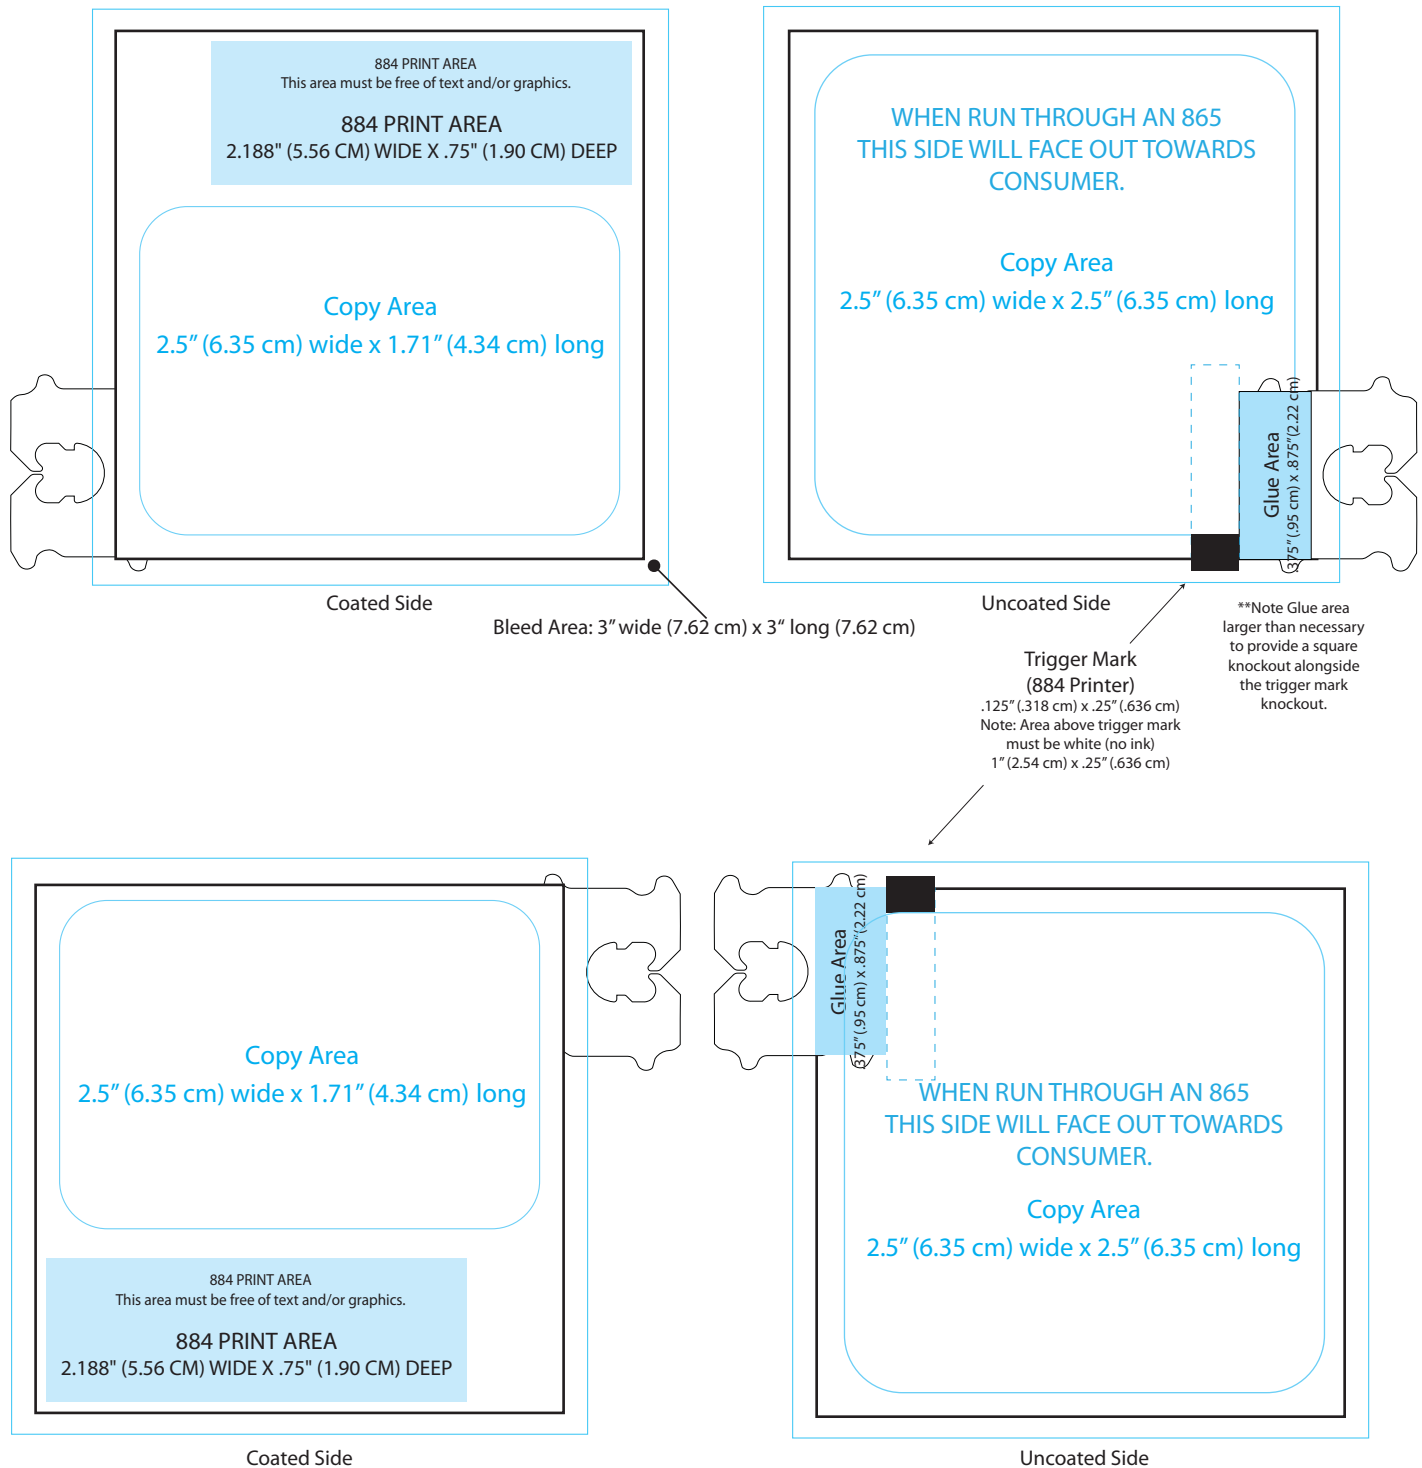 884 PRINT AREA
This area must be free of text and/or graphics.
884 PRINT AREA
2.188" (5.56 CM) WIDE X .75" (1.90 CM) DEEP
Copy Area
2.5” (6.35 cm) wide x 1.71” (4.34 cm) long
Coated Side
Bleed Area: 3” wide (7.62 cm) x 3“ long (7.62 cm)
WHEN RUN THROUGH AN 865
THIS SIDE WILL FACE OUT TOWARDS
CONSUMER.
Copy Area
2.5” (6.35 cm) wide x 2.5” (6.35 cm) long
Glue Area
.375” (.95 cm) x .875” (2.22 cm)
Uncoated Side
**Note Glue area
larger than necessary
to provide a square
knockout alongside
the trigger mark
knockout.
Trigger Mark
(884 Printer)
.125” (.318 cm) x .25” (.636 cm)
Note: Area above trigger mark
must be white (no ink)
1” (2.54 cm) x .25” (.636 cm)
Copy Area
2.5” (6.35 cm) wide x 1.71” (4.34 cm) long
884 PRINT AREA
This area must be free of text and/or graphics.
884 PRINT AREA
2.188" (5.56 CM) WIDE X .75" (1.90 CM) DEEP
Coated Side
Glue Area
.375” (.95 cm) x .875” (2.22 cm)
WHEN RUN THROUGH AN 865
THIS SIDE WILL FACE OUT TOWARDS
CONSUMER.
Copy Area
2.5” (6.35 cm) wide x 2.5” (6.35 cm) long
Uncoated Side